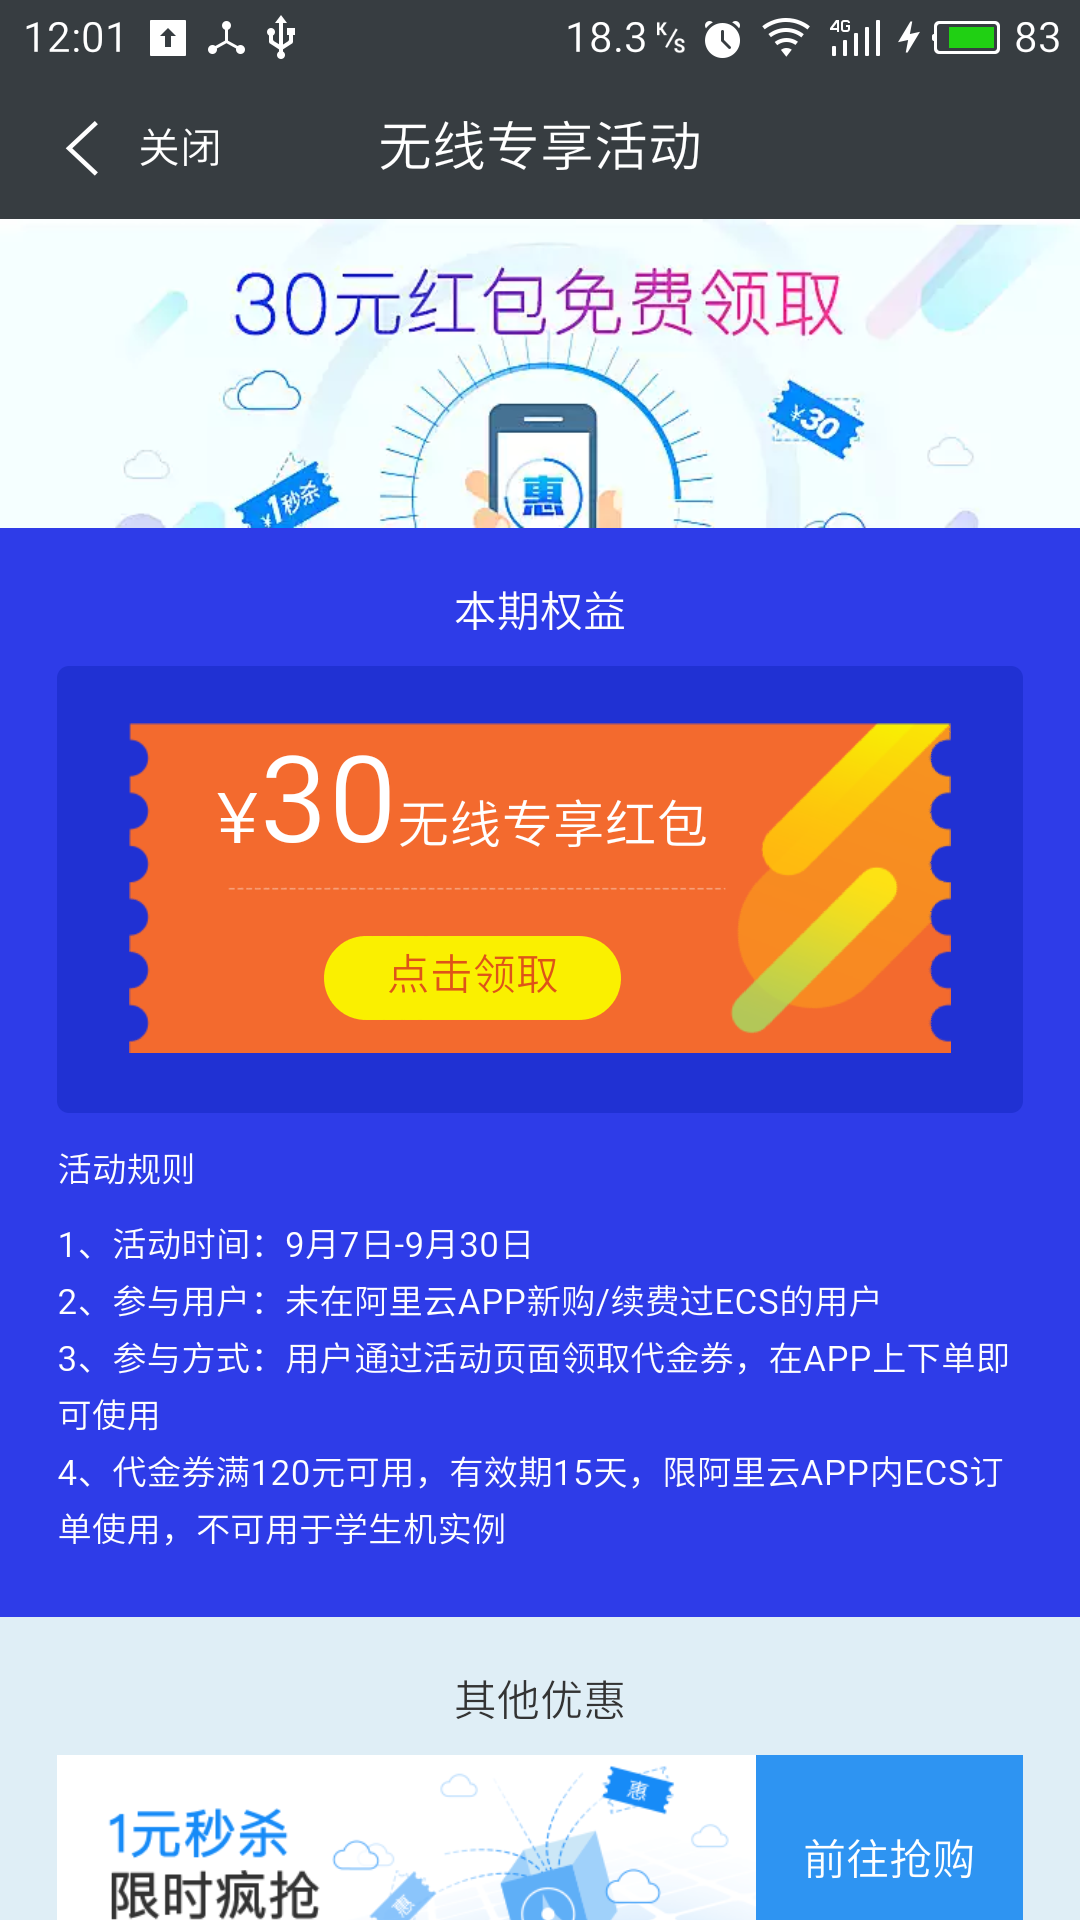 12:01 18.3 K/s 4G 83
关闭 无线专享活动
30元红包免费领取
¥30
¥1秒杀
惠
本期权益
¥30无线专享红包
点击领取
活动规则
1、活动时间：9月7日-9月30日
2、参与用户：未在阿里云APP新购/续费过ECS的用户
3、参与方式：用户通过活动页面领取代金券，在APP上下单即
可使用
4、代金券满120元可用，有效期15天，限阿里云APP内ECS订
单使用，不可用于学生机实例
其他优惠
惠
1元秒杀
前往抢购
限时疯抢
惠